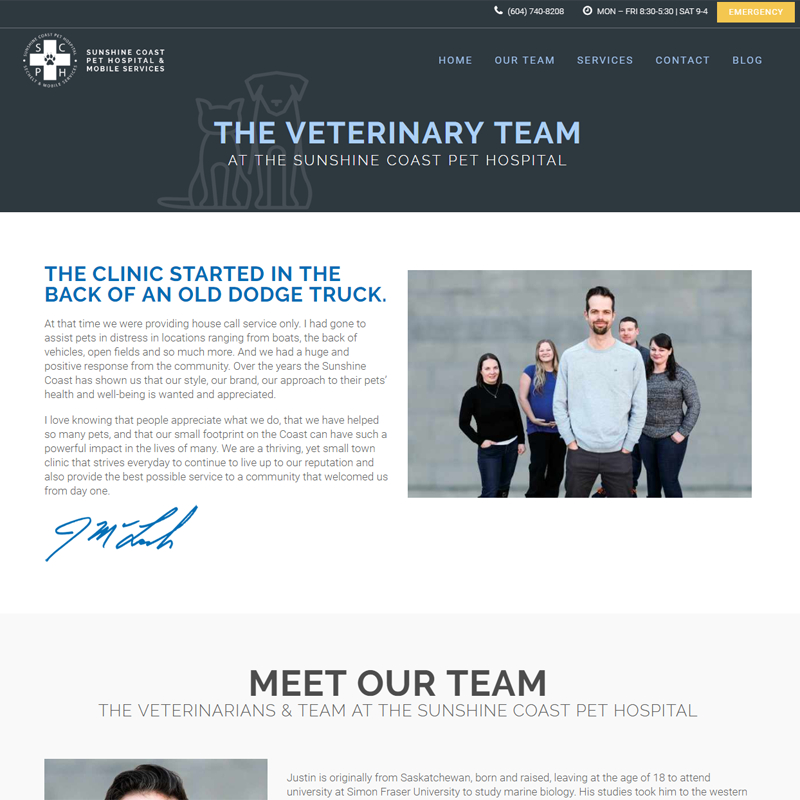 (604) 740-8208
MON – FRI 8:30-5:30 | SAT 9-4
EMERGENCY
SUNSHINE COAST PET HOSPITAL
S C
P H
SECHELT & MOBILE SERVICES
SUNSHINE COAST
PET HOSPITAL &
MOBILE SERVICES
HOME
OUR TEAM
SERVICES
CONTACT
BLOG
THE VETERINARY TEAM
AT THE SUNSHINE COAST PET HOSPITAL
THE CLINIC STARTED IN THE
BACK OF AN OLD DODGE TRUCK.
At that time we were providing house call service only. I had gone to
assist pets in distress in locations ranging from boats, the back of
vehicles, open fields and so much more. And we had a huge and
positive response from the community. Over the years the Sunshine
Coast has shown us that our style, our brand, our approach to their pets’
health and well-being is wanted and appreciated.
I love knowing that people appreciate what we do, that we have helped
so many pets, and that our small footprint on the Coast can have such a
powerful impact in the lives of many. We are a thriving, yet small town
clinic that strives everyday to continue to live up to our reputation and
also provide the best possible service to a community that welcomed us
from day one.
MEET OUR TEAM
THE VETERINARIANS & TEAM AT THE SUNSHINE COAST PET HOSPITAL
Justin is originally from Saskatchewan, born and raised, leaving at the age of 18 to attend
university at Simon Fraser University to study marine biology. His studies took him to the western